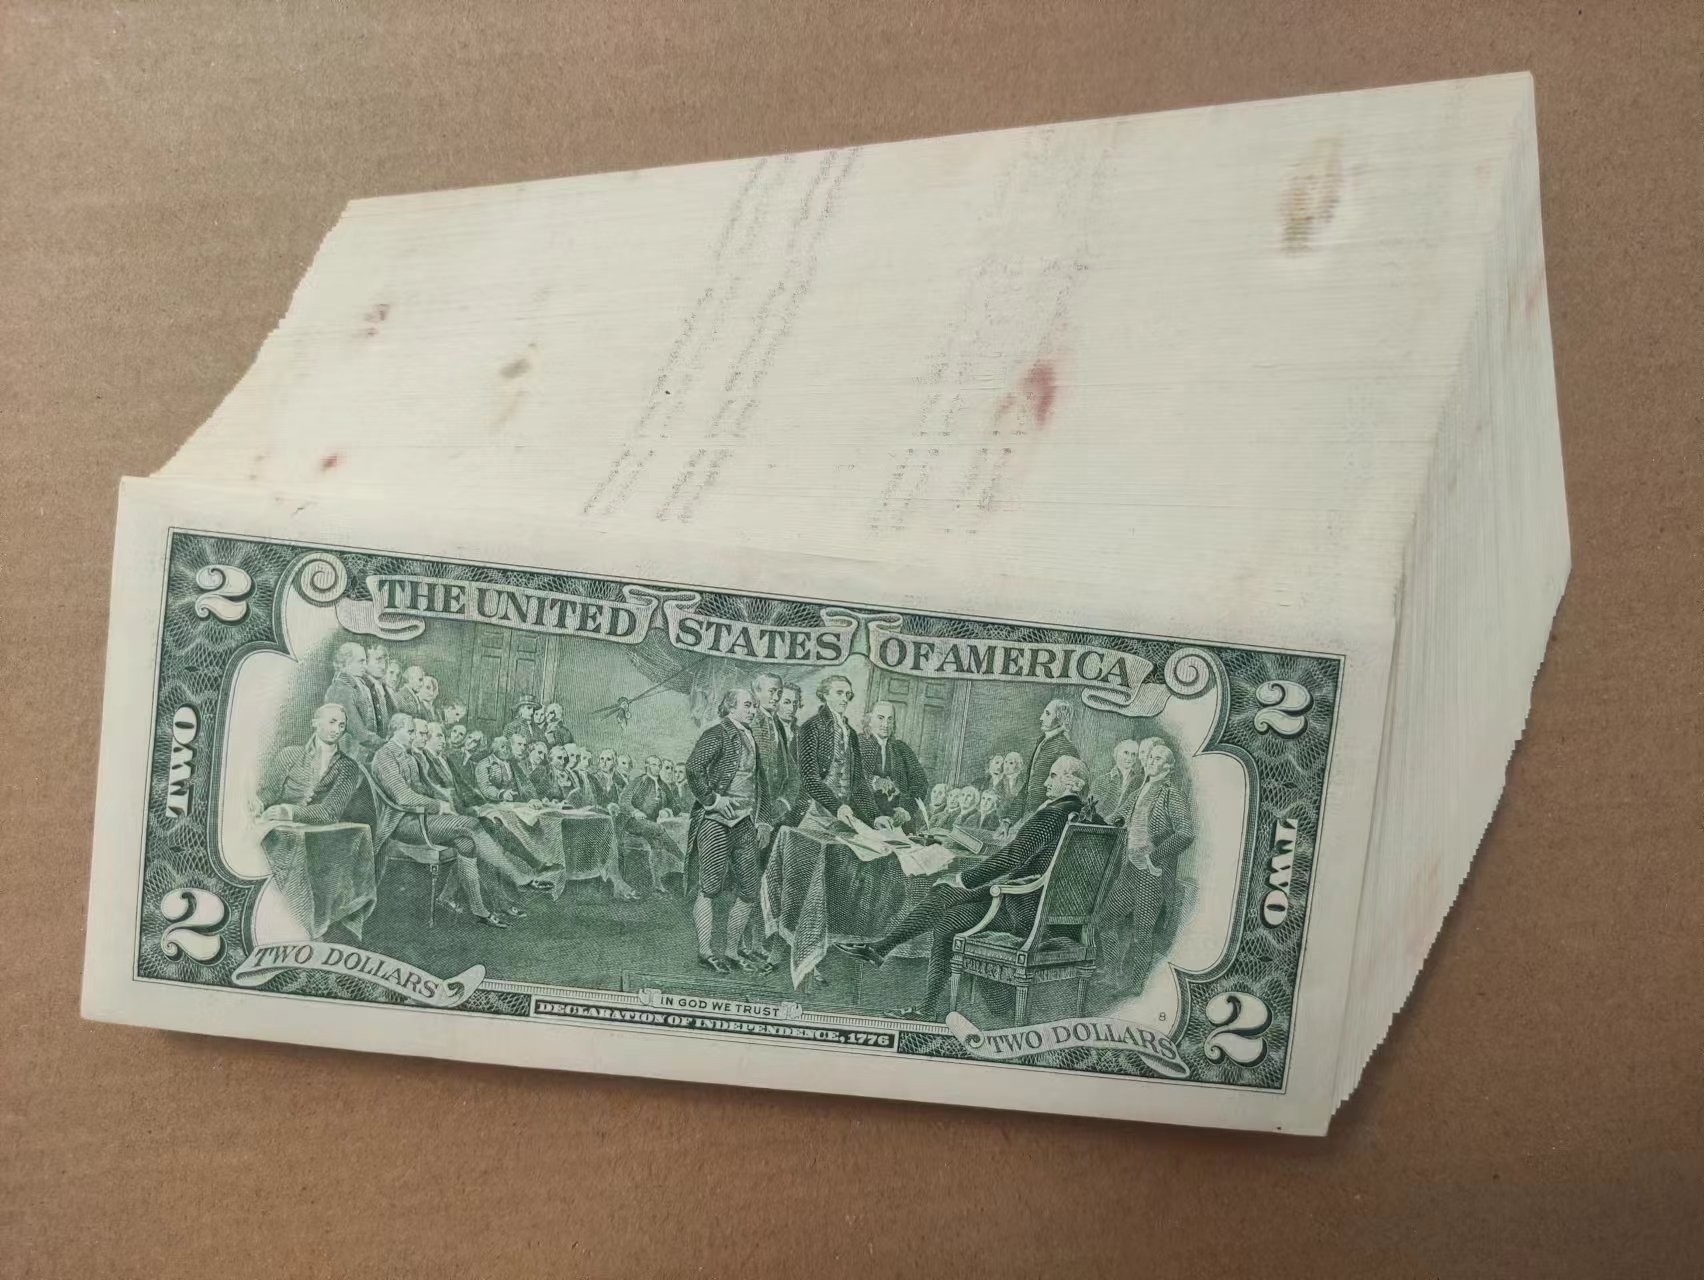 2 THE UNITED STATES OF AMERICA 2
TWO
TWO
2 TWO DOLLARS
IN GOD WE TRUST
DECLARATION OF INDEPENDENCE, 1776
8
TWO DOLLARS 2